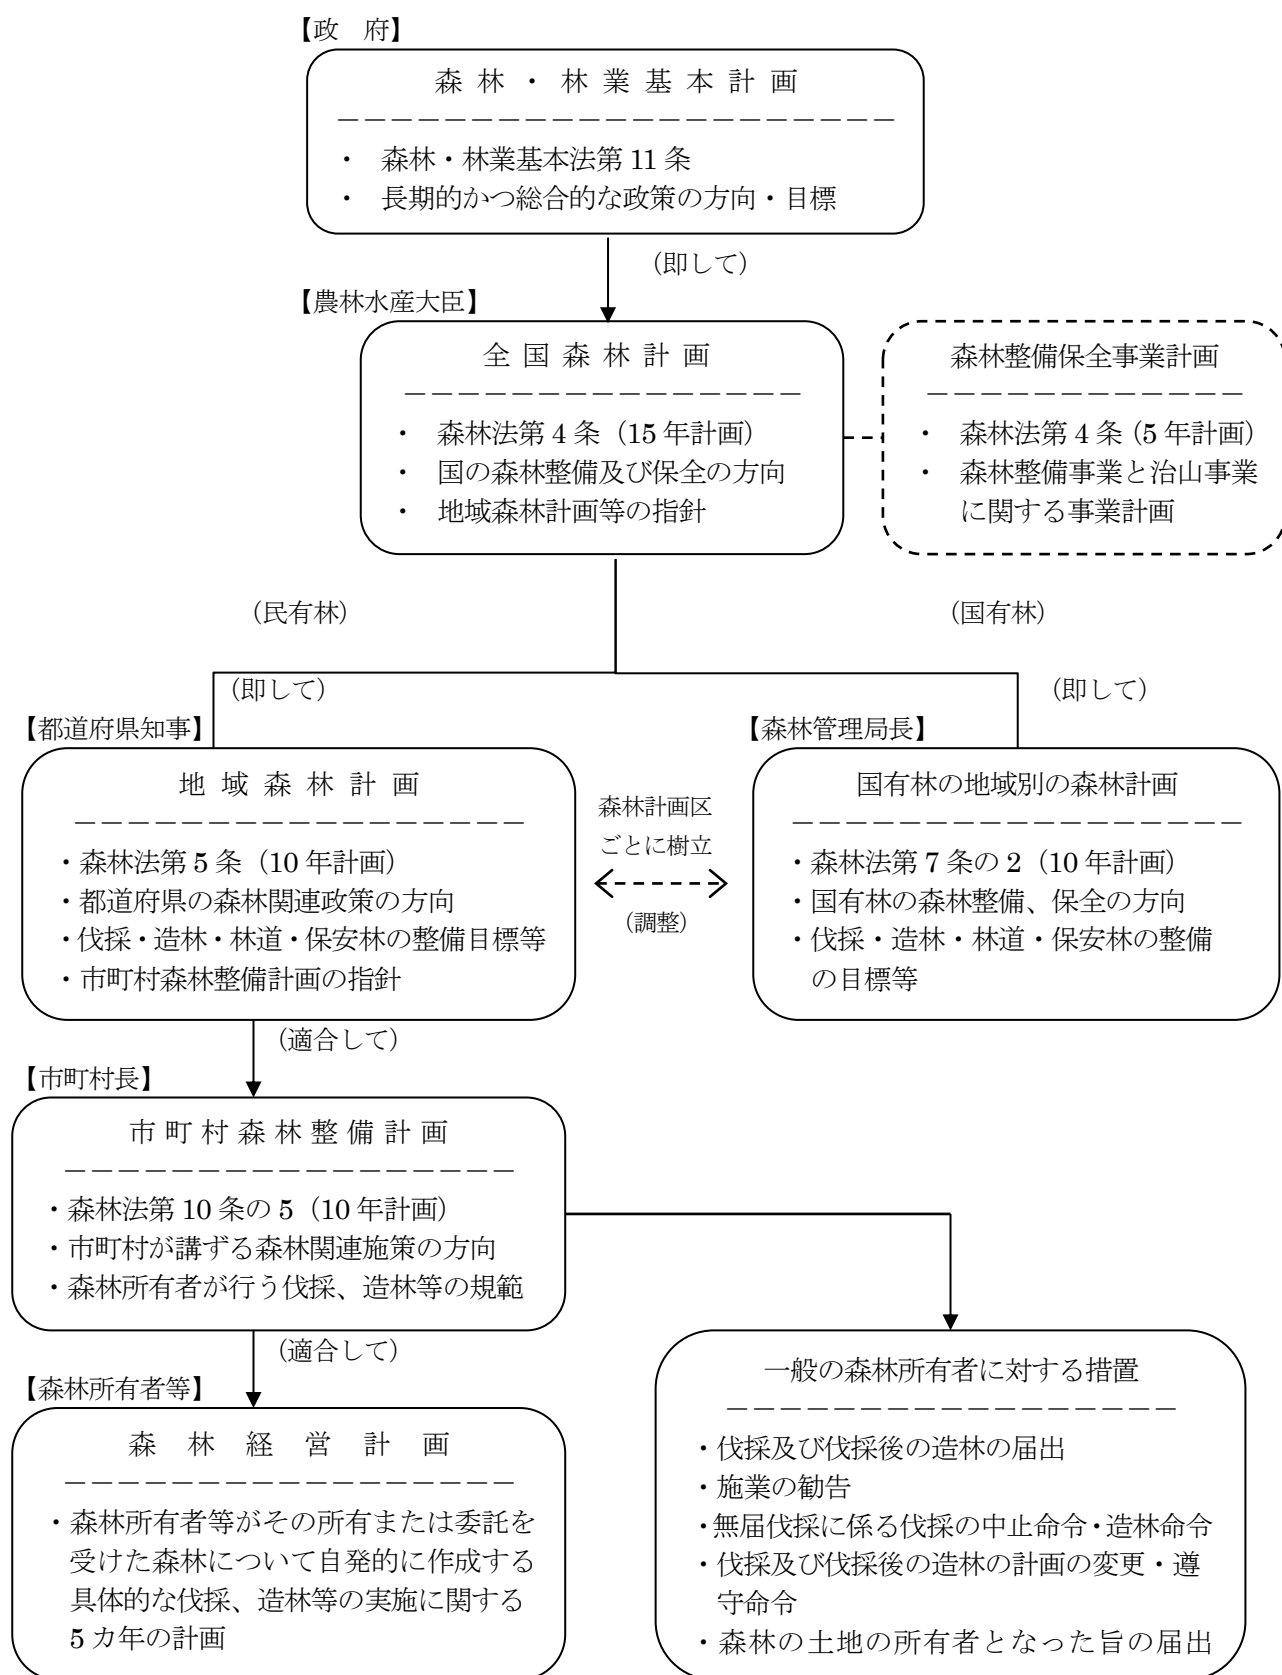 【政　府】
森 林 ・ 林 業 基 本 計 画
・　森林・林業基本法第 11 条
・　長期的かつ総合的な政策の方向・目標
（即して）
【農林水産大臣】
全 国 森 林 計 画
・　森林法第 4 条（15 年計画）
・　国の森林整備及び保全の方向
・　地域森林計画等の指針
森林整備保全事業計画
・　森林法第 4 条（5 年計画）
・　森林整備事業と治山事業
に関する事業計画
（民有林）
（国有林）
（即して）
（即して）
【都道府県知事】
地 域 森 林 計 画
・森林法第 5 条（10 年計画）
・都道府県の森林関連政策の方向
・伐採・造林・林道・保安林の整備目標等
・市町村森林整備計画の指針
森林計画区
ごとに樹立
（調整）
【森林管理局長】
国有林の地域別の森林計画
・森林法第 7 条の 2（10 年計画）
・国有林の森林整備、保全の方向
・伐採・造林・林道・保安林の整備
の目標等
（適合して）
【市町村長】
市 町 村 森 林 整 備 計 画
・森林法第 10 条の 5（10 年計画）
・市町村が講ずる森林関連施策の方向
・森林所有者が行う伐採、造林等の規範
（適合して）
【森林所有者等】
森　林　経　営　計　画
・森林所有者等がその所有または委託を
受けた森林について自発的に作成する
具体的な伐採、造林等の実施に関する
5 カ年の計画
一般の森林所有者に対する措置
・伐採及び伐採後の造林の届出
・施業の勧告
・無届伐採に係る伐採の中止命令・造林命令
・伐採及び伐採後の造林の計画の変更・遵
守命令
・森林の土地の所有者となった旨の届出